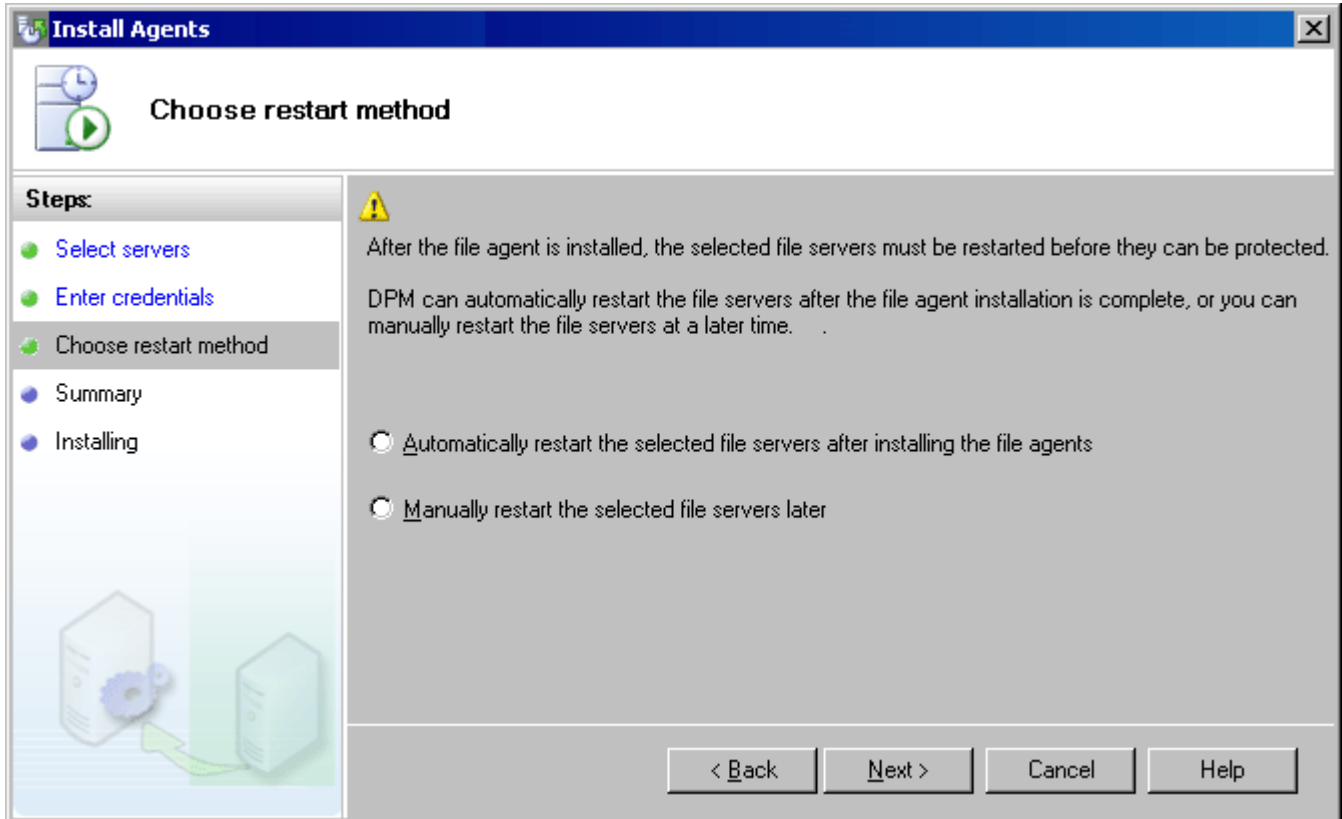 Install Agents
Choose restart method
Steps:
Select servers
Enter credentials
Choose restart method
Summary
Installing
After the file agent is installed, the selected file servers must be restarted before they can be protected.
DPM can automatically restart the file servers after the file agent installation is complete, or you can
manually restart the file servers at a later time. .
Automatically restart the selected file servers after installing the file agents
Manually restart the selected file servers later
< Back Next > Cancel Help